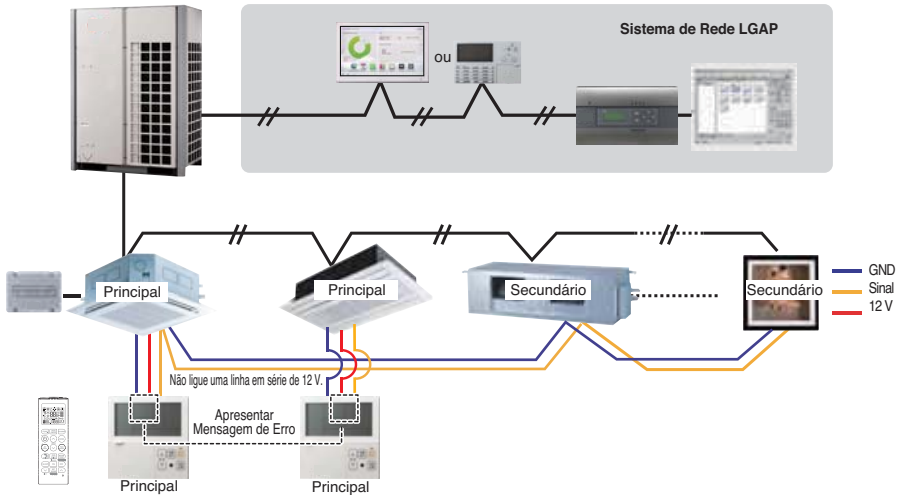 Sistema de Rede LGAP
ou
Principal
Principal
Secundário
Secundário
GND
Sinal
12 V
Não ligue uma linha em série de 12 V.
Apresentar
Mensagem de Erro
Principal
Principal